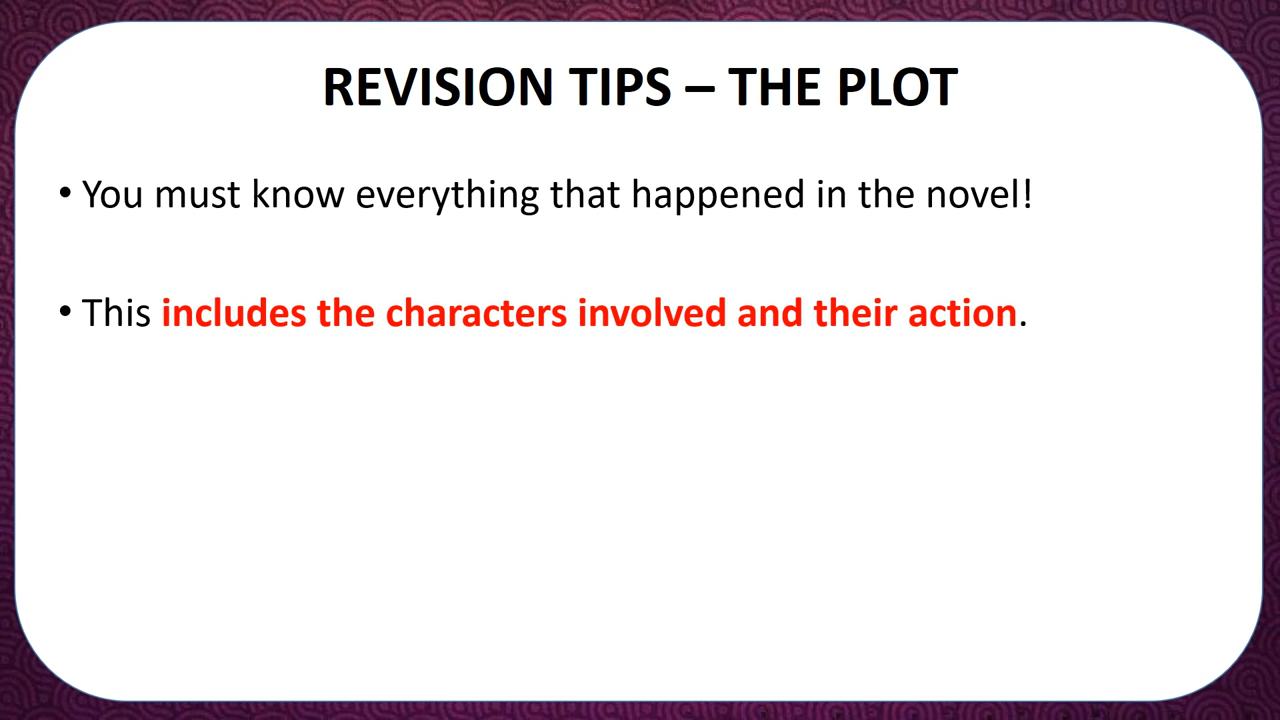 REVISION TIPS – THE PLOT
• You must know everything that happened in the novel!
• This includes the characters involved and their action.